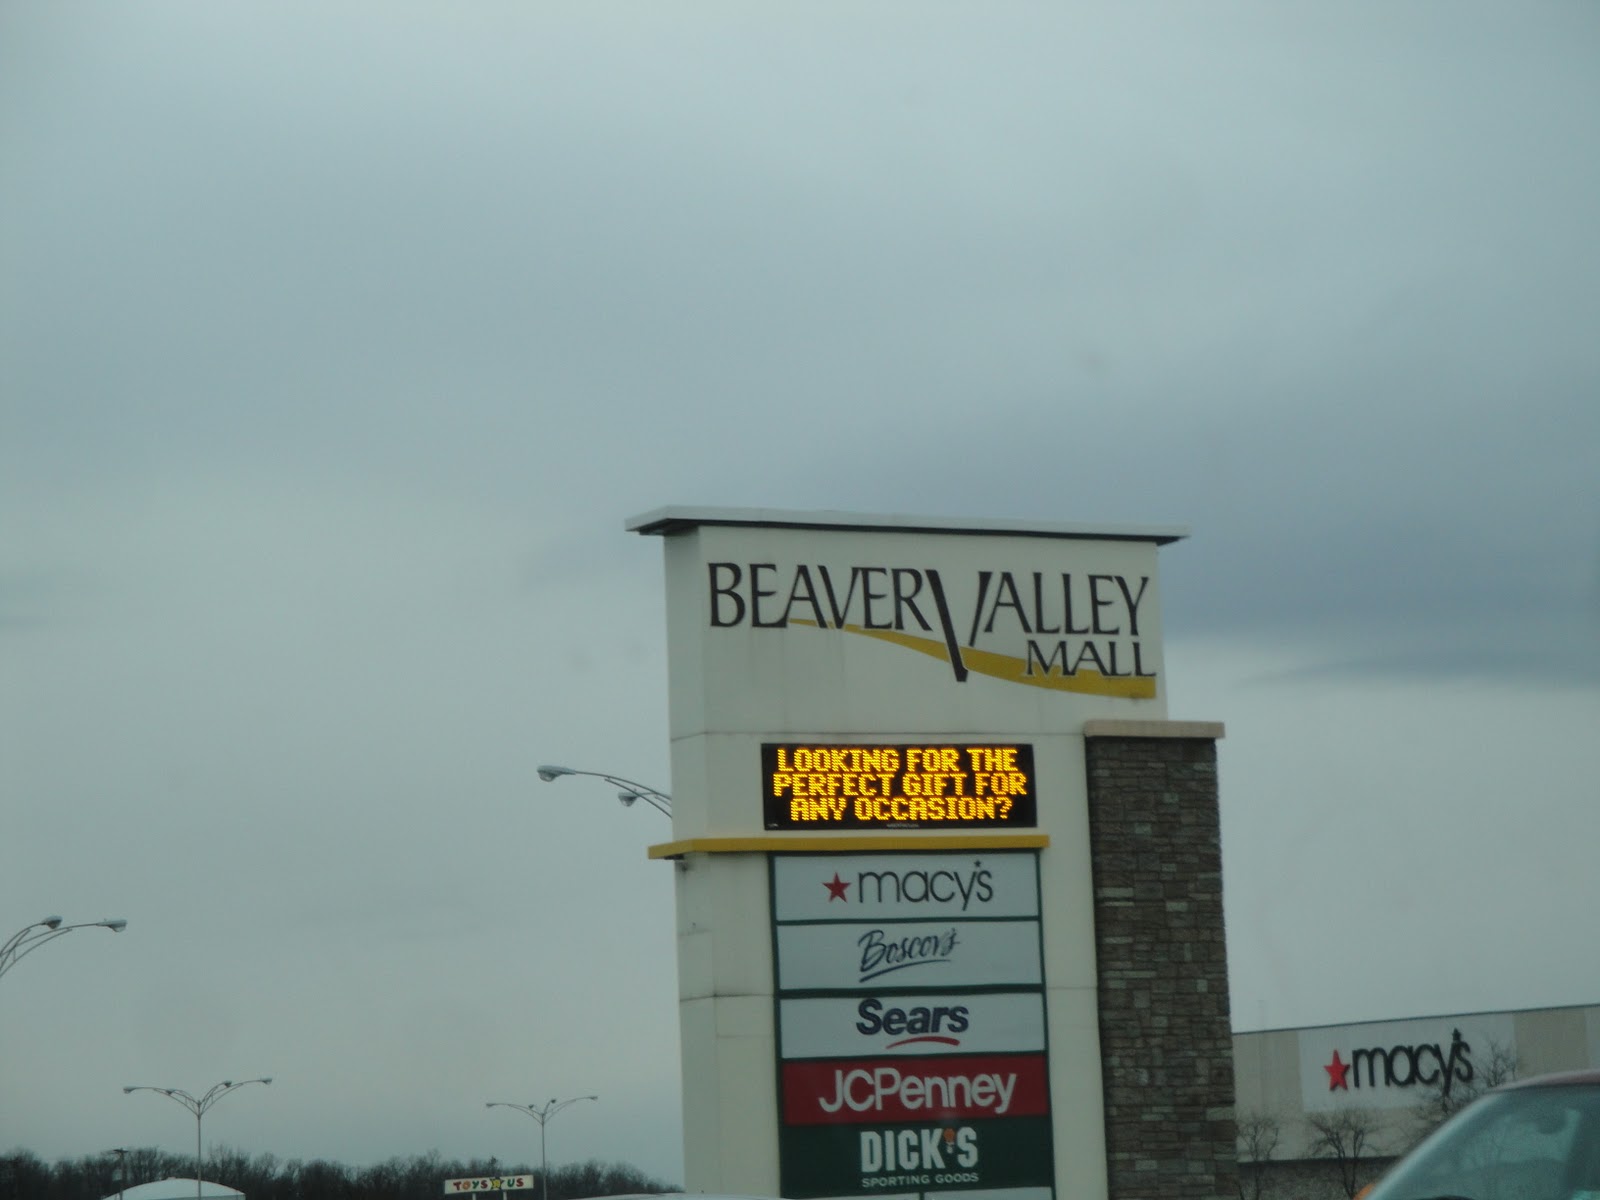 BEAVER VALLEY
MALL
LOOKING FOR THE
PERFECT GIFT FOR
ANY OCCASION?
macy's
Boscov's
Sears
JCPenney
DICK'S
SPORTING GOODS
macy's
TOYS R US